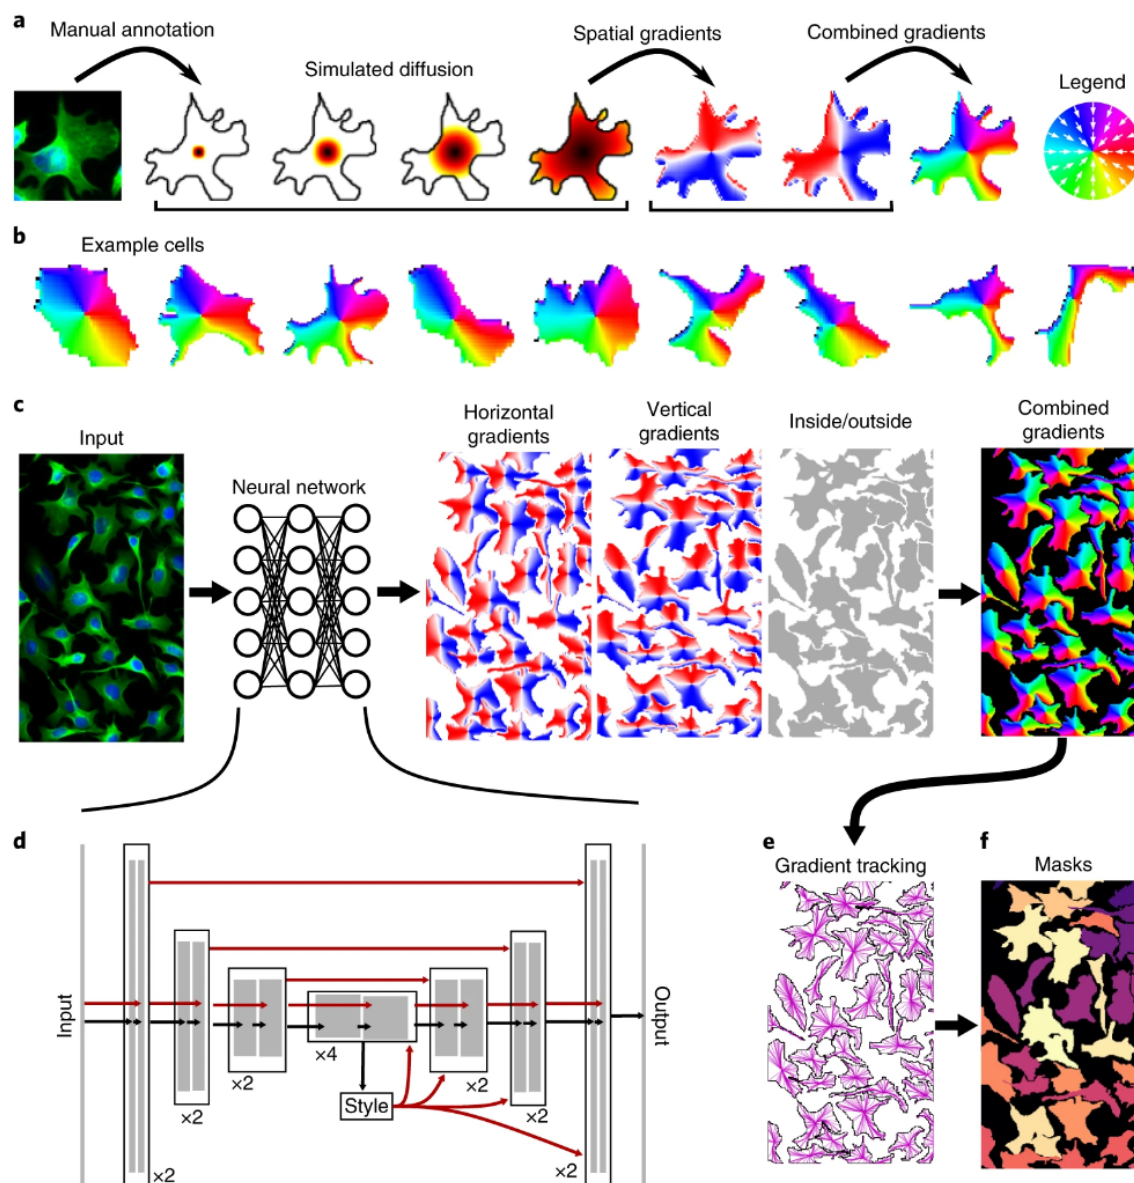 a
Manual annotation
Simulated diffusion
Spatial gradients
Combined gradients
Legend
b
Example cells
c
Input
Neural network
Horizontal
gradients
Vertical
gradients
Inside/outside
Combined
gradients
d
Input
×2
×2
×2
×4
Style
×2
×2
×2
Output
e
Gradient tracking
f
Masks